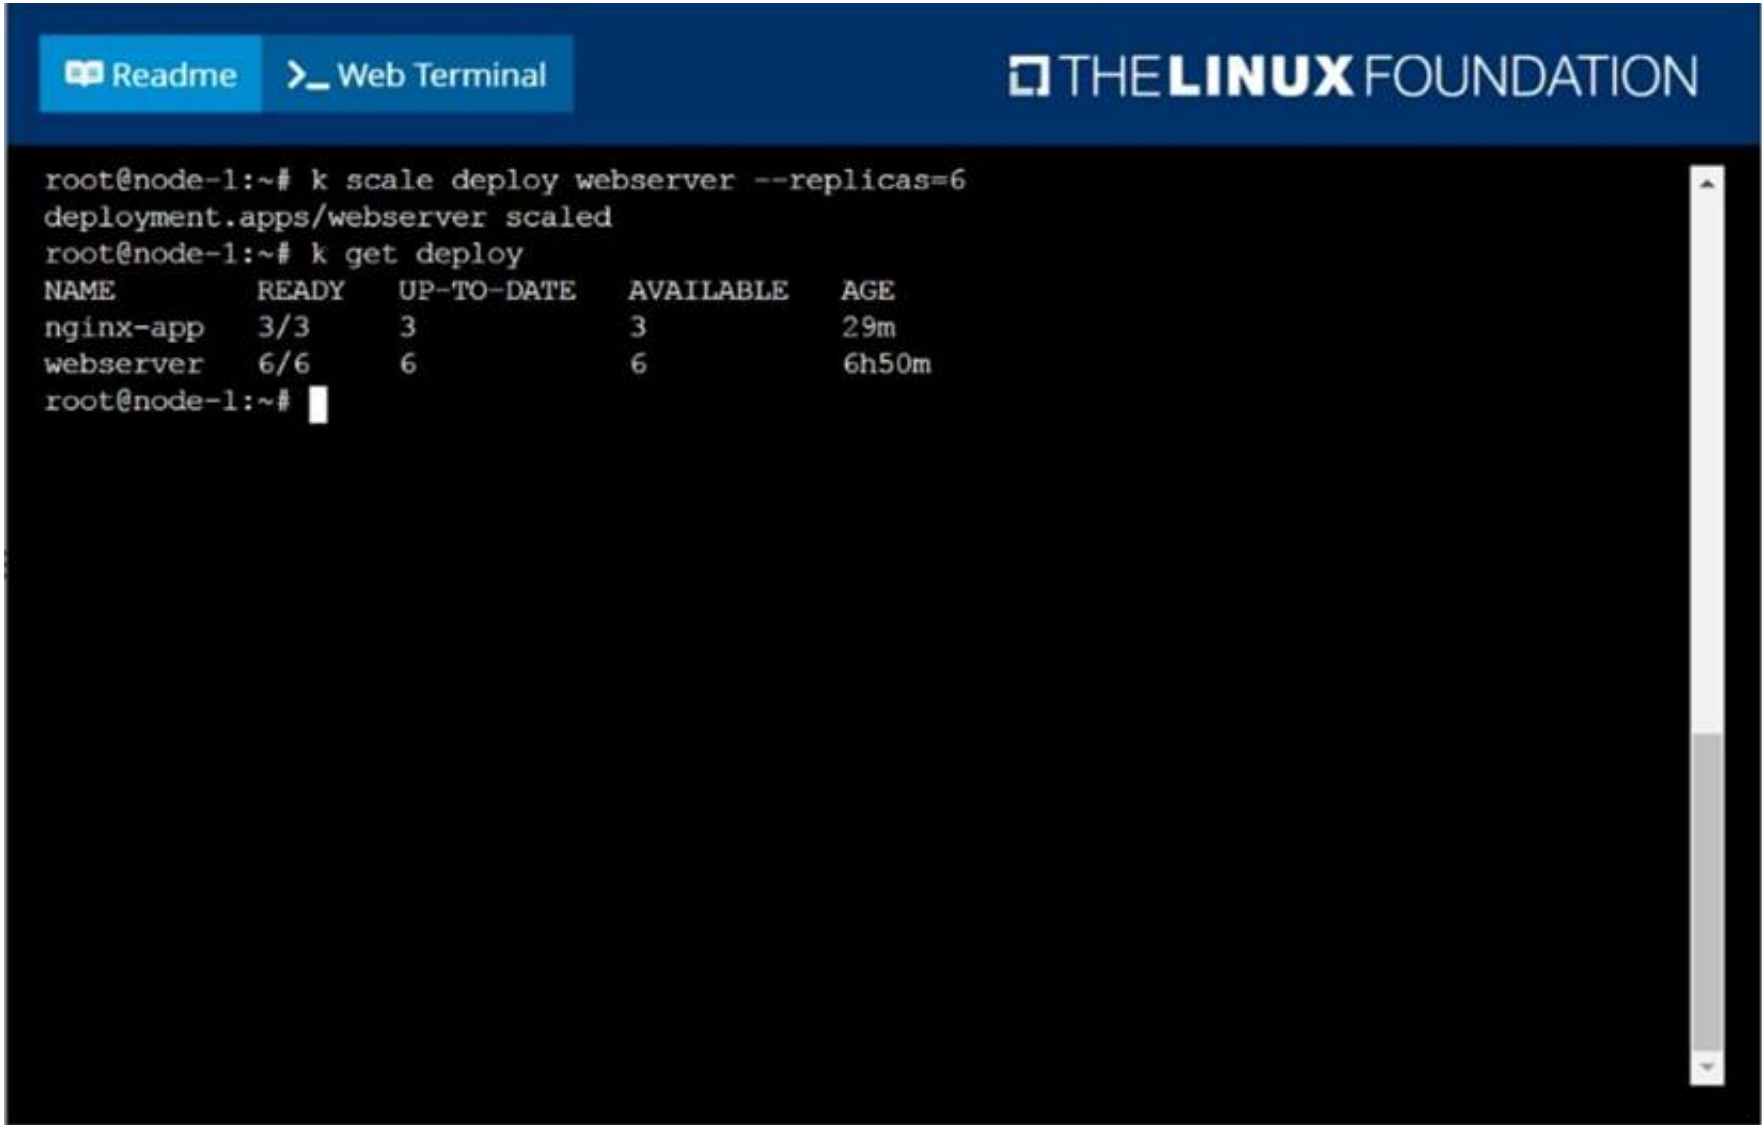 Readme
>_ Web Terminal
THE LINUX FOUNDATION
root@node-1:~# k scale deploy webserver --replicas=6
deployment.apps/webserver scaled
root@node-1:~# k get deploy
NAME READY UP-TO-DATE AVAILABLE AGE
nginx-app 3/3 3 3 29m
webserver 6/6 6 6 6h50m
root@node-1:~#